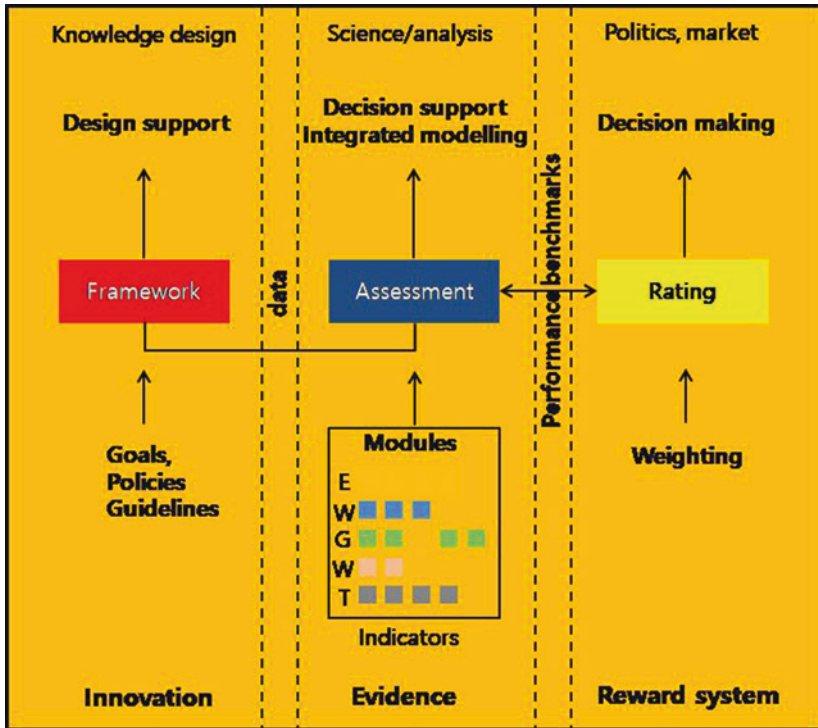 Knowledge design
Science/analysis
Politics, market
Design support
Decision support
Integrated modelling
Decision making
Framework
data
Assessment
Performance benchmarks
Rating
Goals,
Policies
Guidelines
Modules
E
W
G
W
T
Indicators
Weighting
Innovation
Evidence
Reward system